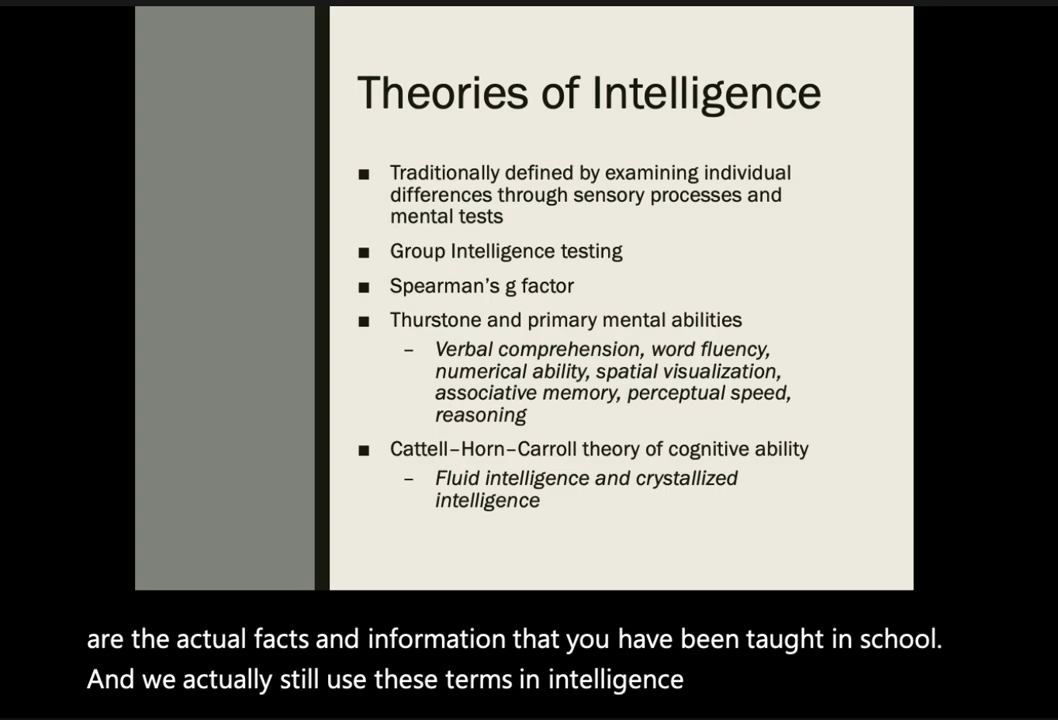 Theories of Intelligence
■ Traditionally defined by examining individual
differences through sensory processes and
mental tests
■ Group Intelligence testing
■ Spearman's g factor
■ Thurstone and primary mental abilities
– Verbal comprehension, word fluency,
numerical ability, spatial visualization,
associative memory, perceptual speed,
reasoning
■ Cattell–Horn–Carroll theory of cognitive ability
– Fluid intelligence and crystallized
intelligence
are the actual facts and information that you have been taught in school.
And we actually still use these terms in intelligence